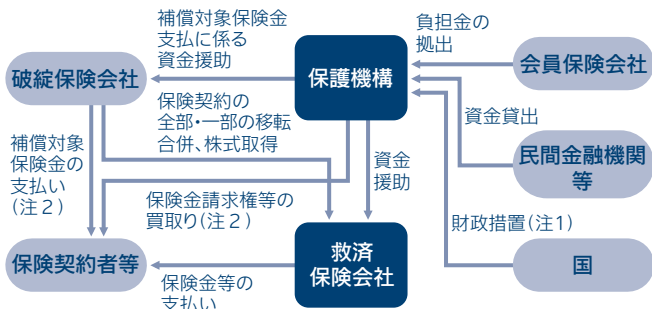 補償対象保険金
支払に係る
資金援助
負担金の
拠出
破綻保険会社
保護機構
会員保険会社
保険契約の
全部・一部の移転
合併、株式取得
資金貸出
補償対象
保険金の
支払い
(注２)
資金
援助
民間金融機関
等
保険金請求権等の
買取り(注２)
財政措置(注1)
保険契約者等
救済
保険会社
国
保険金等の
支払い